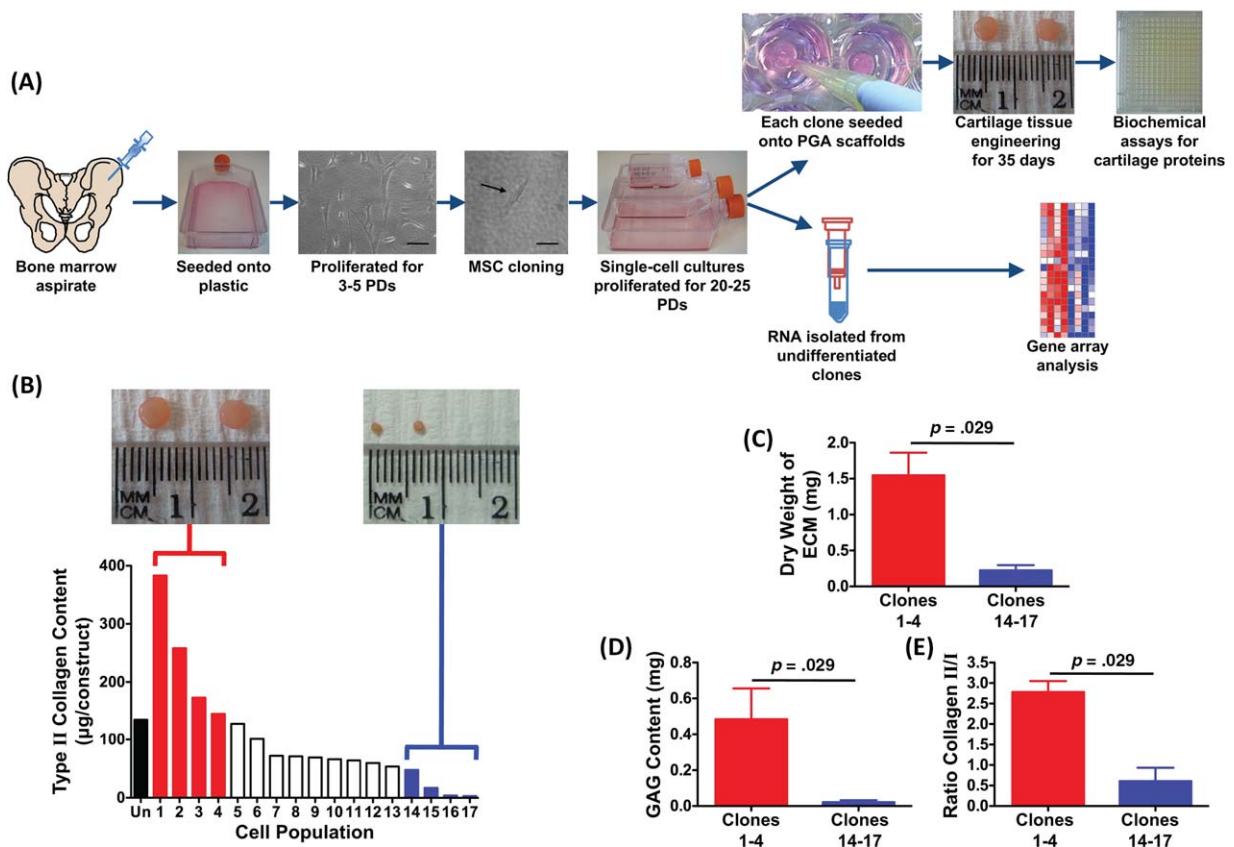 (A)
Bone marrow
aspirate
Seeded onto
plastic
Proliferated for
3-5 PDs
MSC cloning
Single-cell cultures
proliferated for 20-25
PDs
Each clone seeded
onto PGA scaffolds
MM
CM
1
2
Cartilage tissue
engineering
for 35 days
Biochemical
assays for
cartilage proteins
RNA isolated from
undifferentiated
clones
Gene array
analysis
(B)
MM
CM
1
2
MM
CM
1
2
Type II Collagen Content
(µg/construct)
400
300
200
100
0
Un 1 2 3 4 5 6 7 8 9 10 11 12 13 14 15 16 17
Cell Population
(C)
p = .029
Dry Weight of
ECM (mg)
2.0
1.5
1.0
0.5
0.0
Clones
1-4
Clones
14-17
(D)
p = .029
GAG Content (mg)
0.8
0.6
0.4
0.2
0.0
Clones
1-4
Clones
14-17
(E)
p = .029
Ratio Collagen II/I
3.5
3.0
2.5
2.0
1.5
1.0
0.5
0.0
Clones
1-4
Clones
14-17